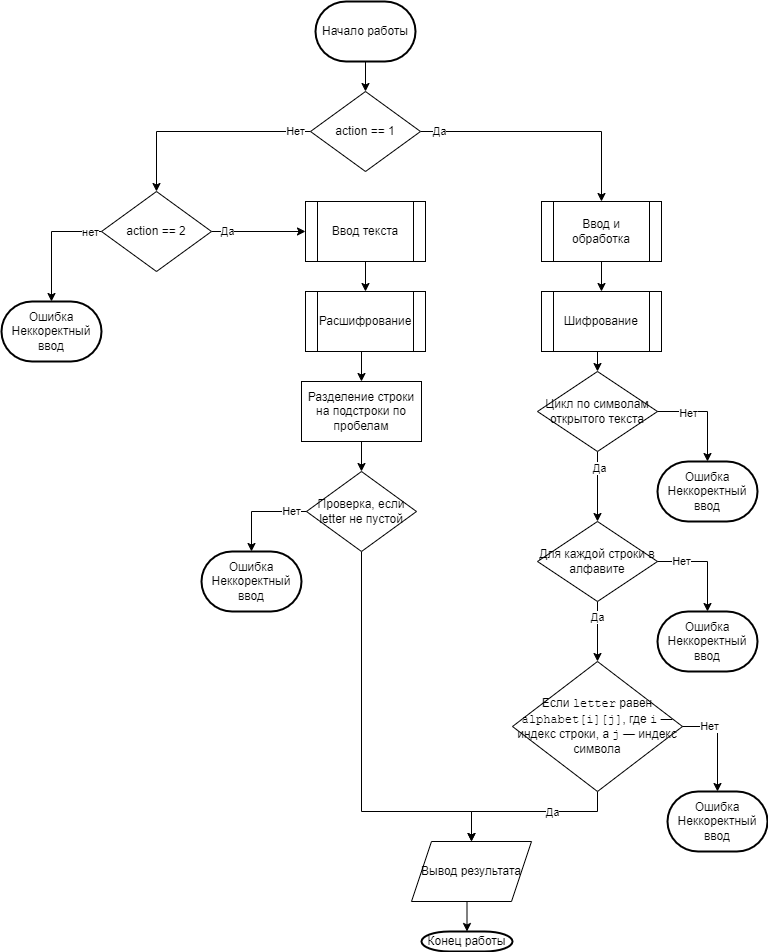 Начало работы
Нет
action == 1
Да
нет
action == 2
Да
Ввод текста
Ввод и
обработка
Ошибка
Неккоректный
ввод
Расшифрование
Шифрование
Разделение строки
на подстроки по
пробелам
Цикл по символам
открытого текста
Нет
Да
Ошибка
Неккоректный
ввод
Нет
Проверка, если
letter не пустой
Ошибка
Неккоректный
ввод
Для каждой строки в
алфавите
Нет
Да
Ошибка
Неккоректный
ввод
Если letter равен
alphabet[i][j], где i —
индекс строки, а j — индекс
символа
Нет
Ошибка
Неккоректный
ввод
Да
Вывод результата
Конец работы